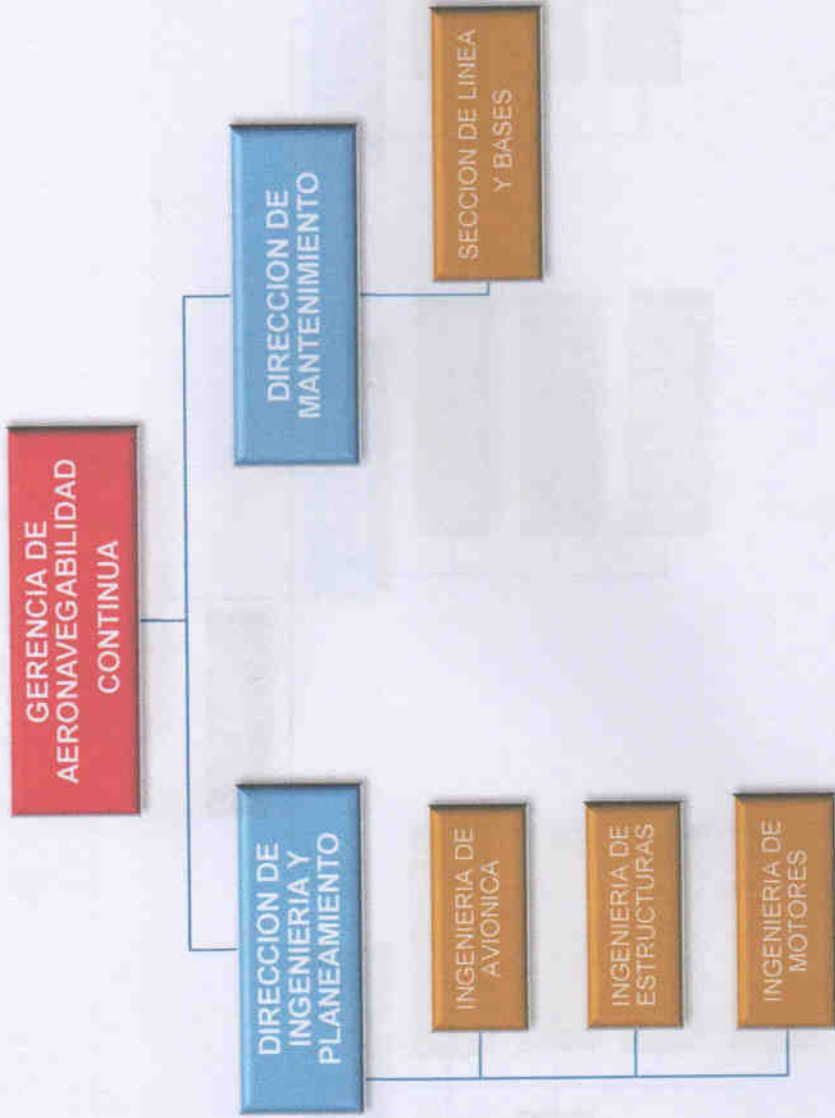 GERENCIA DE
AERONAVEGABILIDAD
CONTINUA
DIRECCION DE
INGENIERIA Y
PLANEAMIENTO
INGENIERIA DE
AVIONICA
INGENIERIA DE
ESTRUCTURAS
INGENIERIA DE
MOTORES
DIRECCION DE
MANTENIMIENTO
SECCION DE LINEA
Y BASES